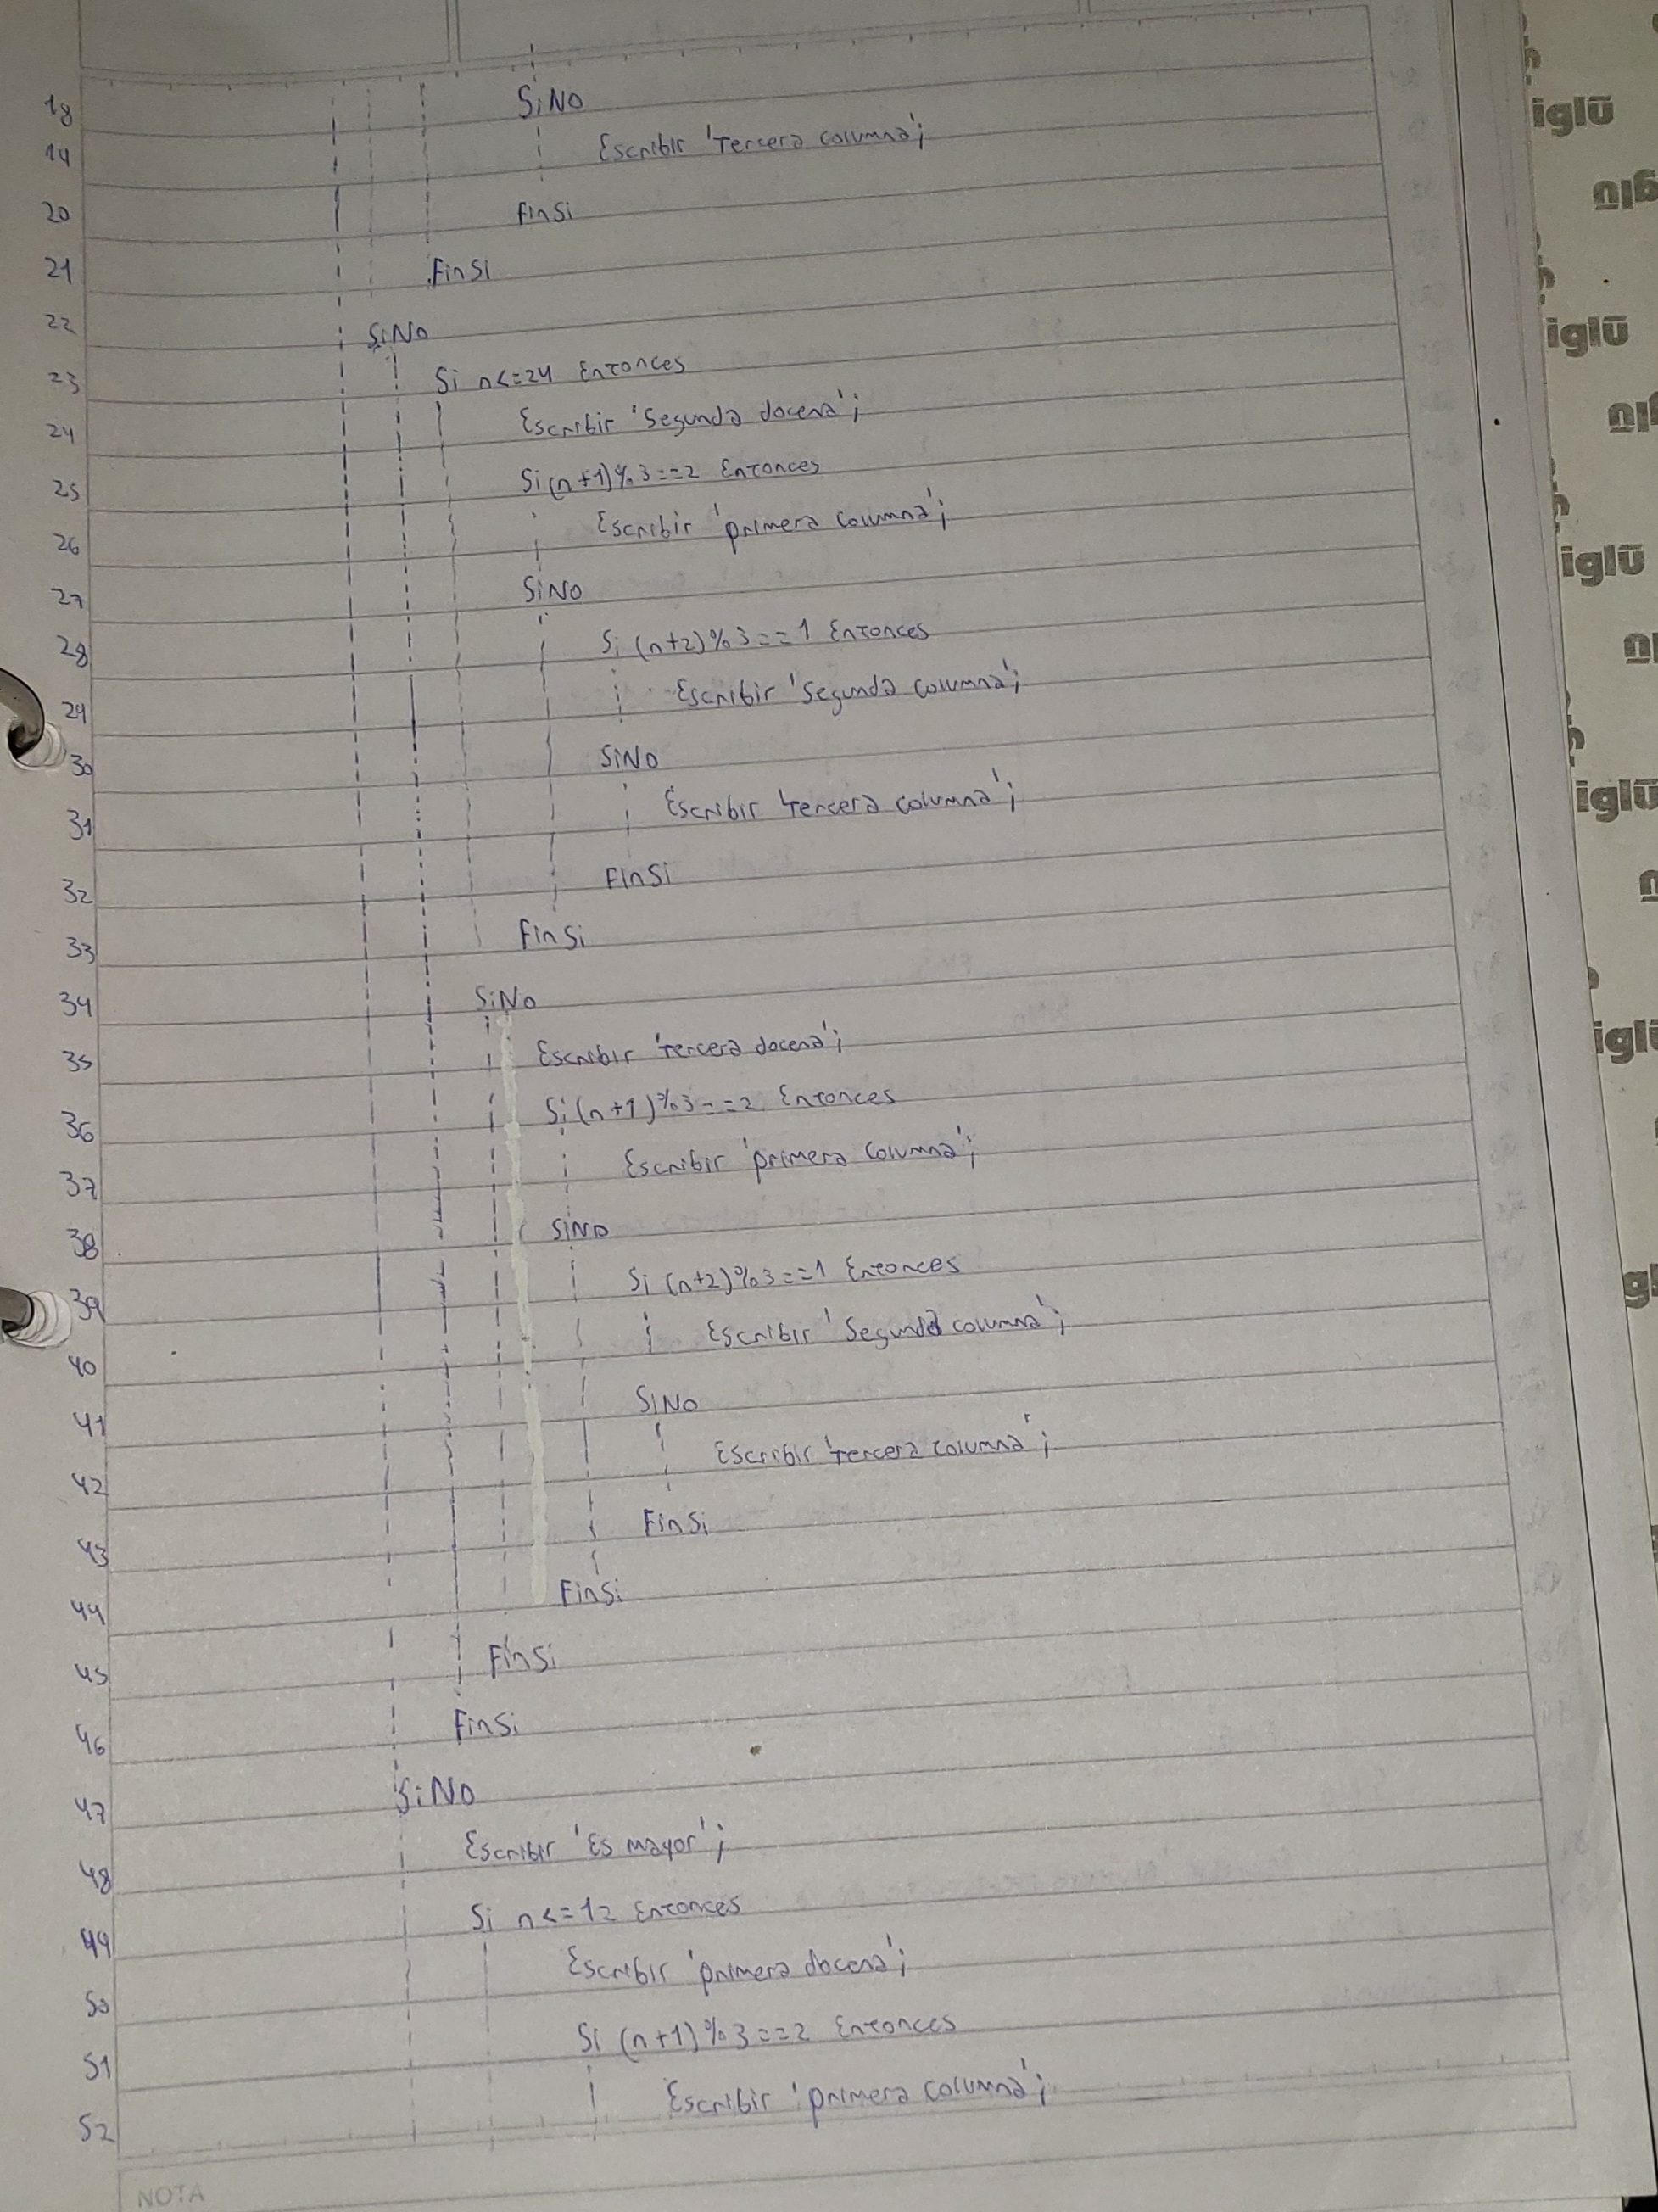 18 SiNo
19 Escribir 'Tercera columna';
20 FinSi
21 FinSi
22 SiNo
23 Si n<=24 Entonces
24 Escribir 'Segunda docena';
25 Si (n+1)%3==2 Entonces
26 Escribir 'primera columna';
27 SiNo
28 Si (n+2)%3==1 Entonces
29 Escribir 'Segunda columna';
30 SiNo
31 Escribir 'tercera columna';
32 FinSi
33 FinSi
34 SiNo
35 Escribir 'tercera docena';
36 Si (n+1)%3==2 Entonces
37 Escribir 'primera columna';
38 SiNo
39 Si (n+2)%3==1 Entonces
40 Escribir 'Segunda columna';
41 SiNo
42 Escribir 'tercera columna';
43 FinSi
44 FinSi
45 FinSi
46 FinSi
47 SiNo
48 Escribir 'Es mayor';
49 Si n<=12 Entonces
50 Escribir 'primera docena';
51 Si (n+1)%3==2 Entonces
52 Escribir 'primera columna';
NOTA
iglū
iglū
iglū
iglū